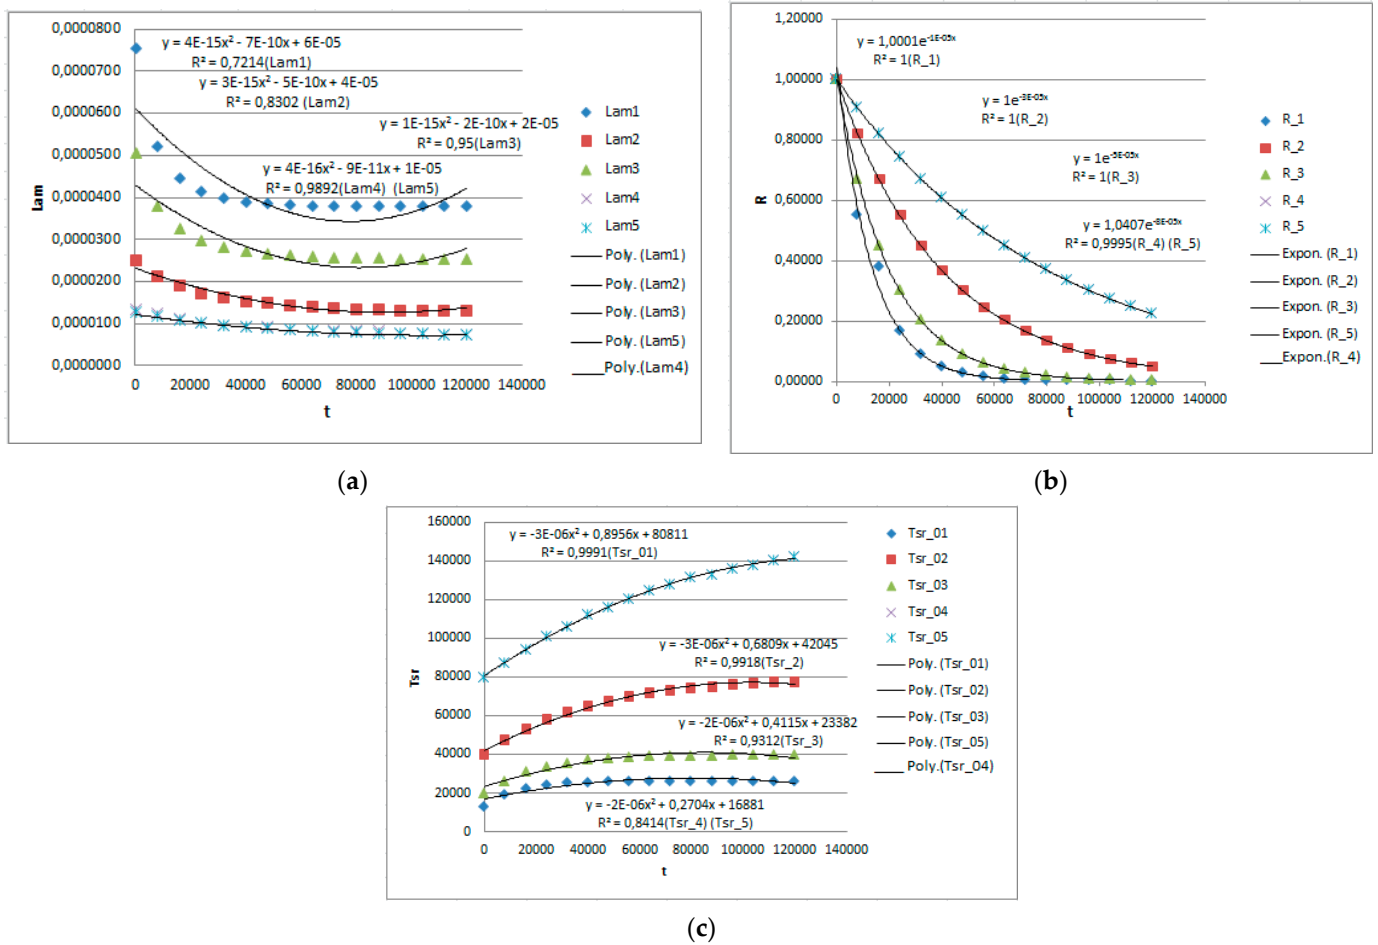 0,0000800
0,0000700
0,0000600
0,0000500
0,0000400
0,0000300
0,0000200
0,0000100
0,0000000
Lam
y = 4E-15x² - 7E-10x + 6E-05
R² = 0,7214(Lam1)
y = 3E-15x² - 5E-10x + 4E-05
R² = 0,8302 (Lam2)
y = 1E-15x² - 2E-10x + 2E-05
R² = 0,95(Lam3)
y = 4E-16x² - 9E-11x + 1E-05
R² = 0,9892(Lam4) (Lam5)
0 20000 40000 60000 80000 100000 120000 140000
t
Lam1
Lam2
Lam3
Lam4
Lam5
Poly. (Lam1)
Poly. (Lam2)
Poly. (Lam3)
Poly. (Lam5)
Poly.(Lam4)
(a)
1,20000
1,00000
0,80000
0,60000
0,40000
0,20000
0,00000
R
y = 1,0001e^-1E-05x
R² = 1(R_1)
y = 1e^-3E-05x
R² = 1(R_2)
y = 1e^-5E-05x
R² = 1(R_3)
y = 1,0407e^-8E-05x
R² = 0,9995(R_4) (R_5)
0 20000 40000 60000 80000 100000 120000 140000
t
R_1
R_2
R_3
R_4
R_5
Expon. (R_1)
Expon. (R_2)
Expon. (R_3)
Expon. (R_5)
Expon.(R_4)
(b)
160000
140000
120000
100000
80000
60000
40000
20000
0
Tsr
y = -3E-06x² + 0,8956x + 80811
R² = 0,9991(Tsr_01)
y = -3E-06x² + 0,6809x + 42045
R² = 0,9918(Tsr_2)
y = -2E-06x² + 0,4115x + 23382
R² = 0,9312(Tsr_3)
y = -2E-06x² + 0,2704x + 16881
R² = 0,8414(Tsr_4) (Tsr_5)
0 20000 40000 60000 80000 100000 120000 140000
t
Tsr_01
Tsr_02
Tsr_03
Tsr_04
Tsr_05
Poly. (Tsr_01)
Poly. (Tsr_02)
Poly. (Tsr_03)
Poly. (Tsr_05)
Poly.(Tsr_04)
(c)